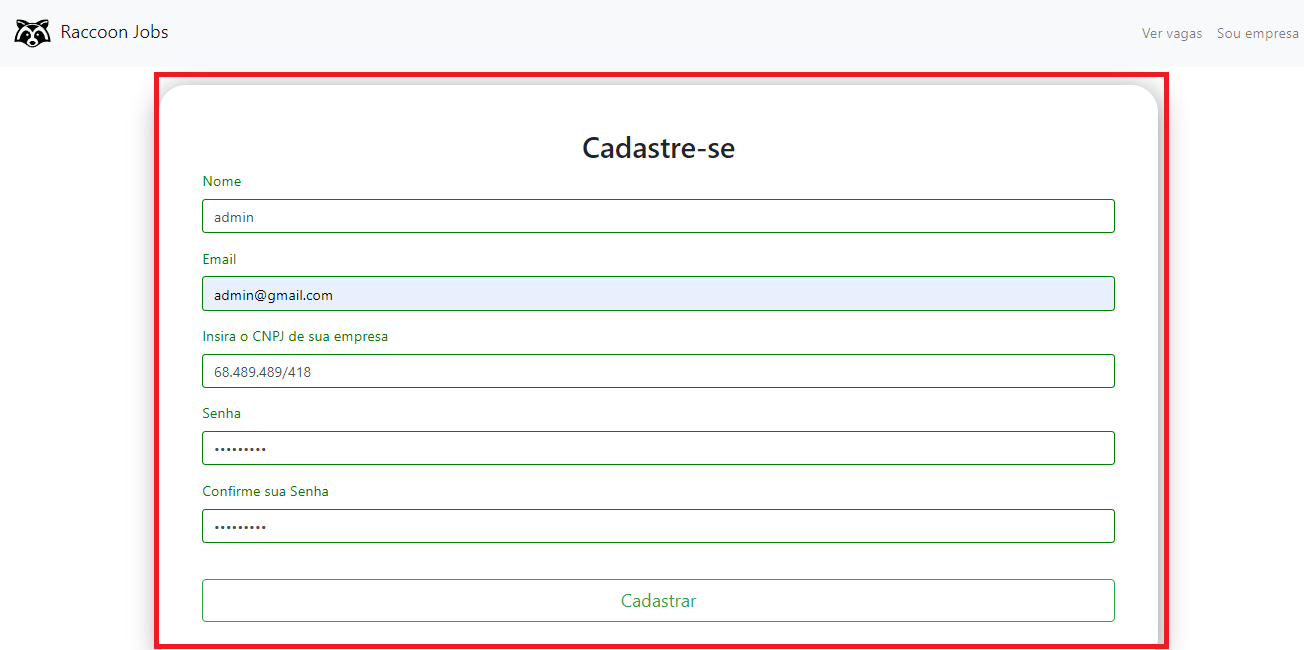 Raccoon Jobs
Ver vagas Sou empresa
Cadastre-se
Nome
admin
Email
admin@gmail.com
Insira o CNPJ de sua empresa
68.489.489/418
Senha
•••••••••
Confirme sua Senha
•••••••••
Cadastrar